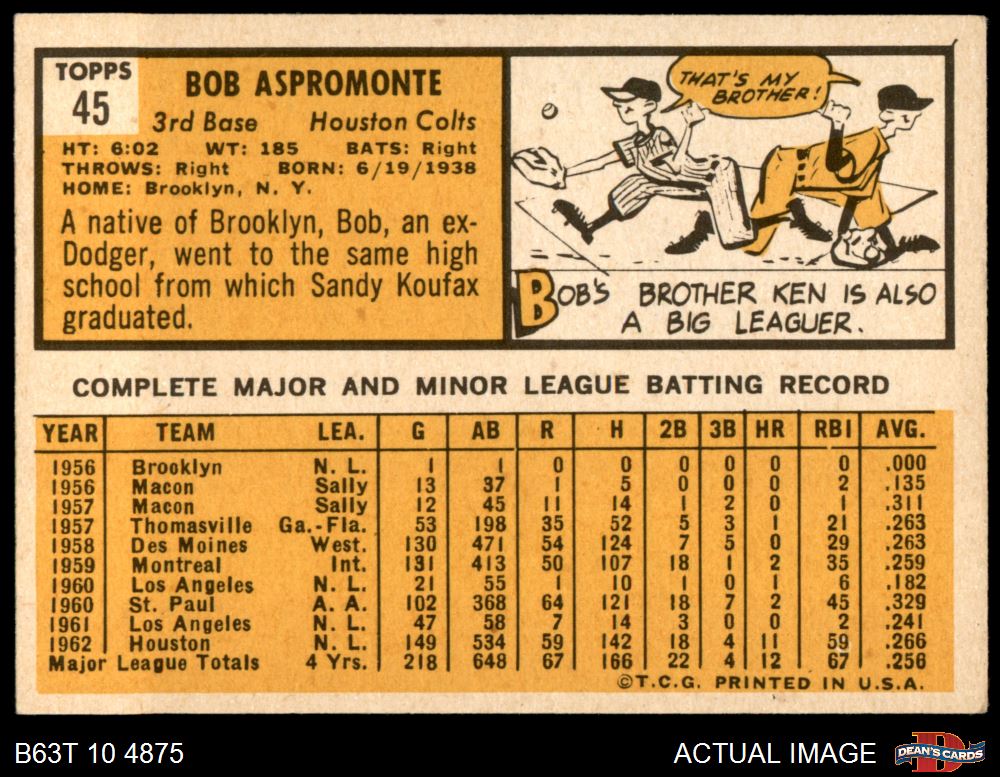 TOPPS
45
BOB ASPROMONTE
3rd Base Houston Colts
HT: 6:02 WT: 185 BATS: Right
THROWS: Right BORN: 6/19/1938
HOME: Brooklyn, N. Y.
A native of Brooklyn, Bob, an ex-
Dodger, went to the same high
school from which Sandy Koufax
graduated.
THAT'S MY
BROTHER!
BOB'S BROTHER KEN IS ALSO
A BIG LEAGUER.
COMPLETE MAJOR AND MINOR LEAGUE BATTING RECORD
YEAR TEAM LEA. G AB R H 2B 3B HR RBI AVG.
1956 Brooklyn N. L. 1 1 0 0 0 0 0 0 .000
1956 Macon Sally 13 37 1 5 0 0 0 2 .135
1957 Macon Sally 12 45 11 14 1 2 0 1 .311
1957 Thomasville Ga.-Fla. 53 198 35 52 5 3 1 21 .263
1958 Des Moines West. 130 471 54 124 7 5 0 29 .263
1959 Montreal Int. 131 413 50 107 18 1 2 35 .259
1960 Los Angeles N. L. 21 55 1 10 1 0 1 6 .182
1960 St. Paul A. A. 102 368 64 121 18 7 2 45 .329
1961 Los Angeles N. L. 47 58 7 14 3 0 0 2 .241
1962 Houston N. L. 149 534 59 142 18 4 11 59 .266
Major League Totals 4 Yrs. 218 648 67 166 22 4 12 67 .256
©T.C.G. PRINTED IN U.S.A.
B63T 10 4875
ACTUAL IMAGE
DEAN'S CARDS